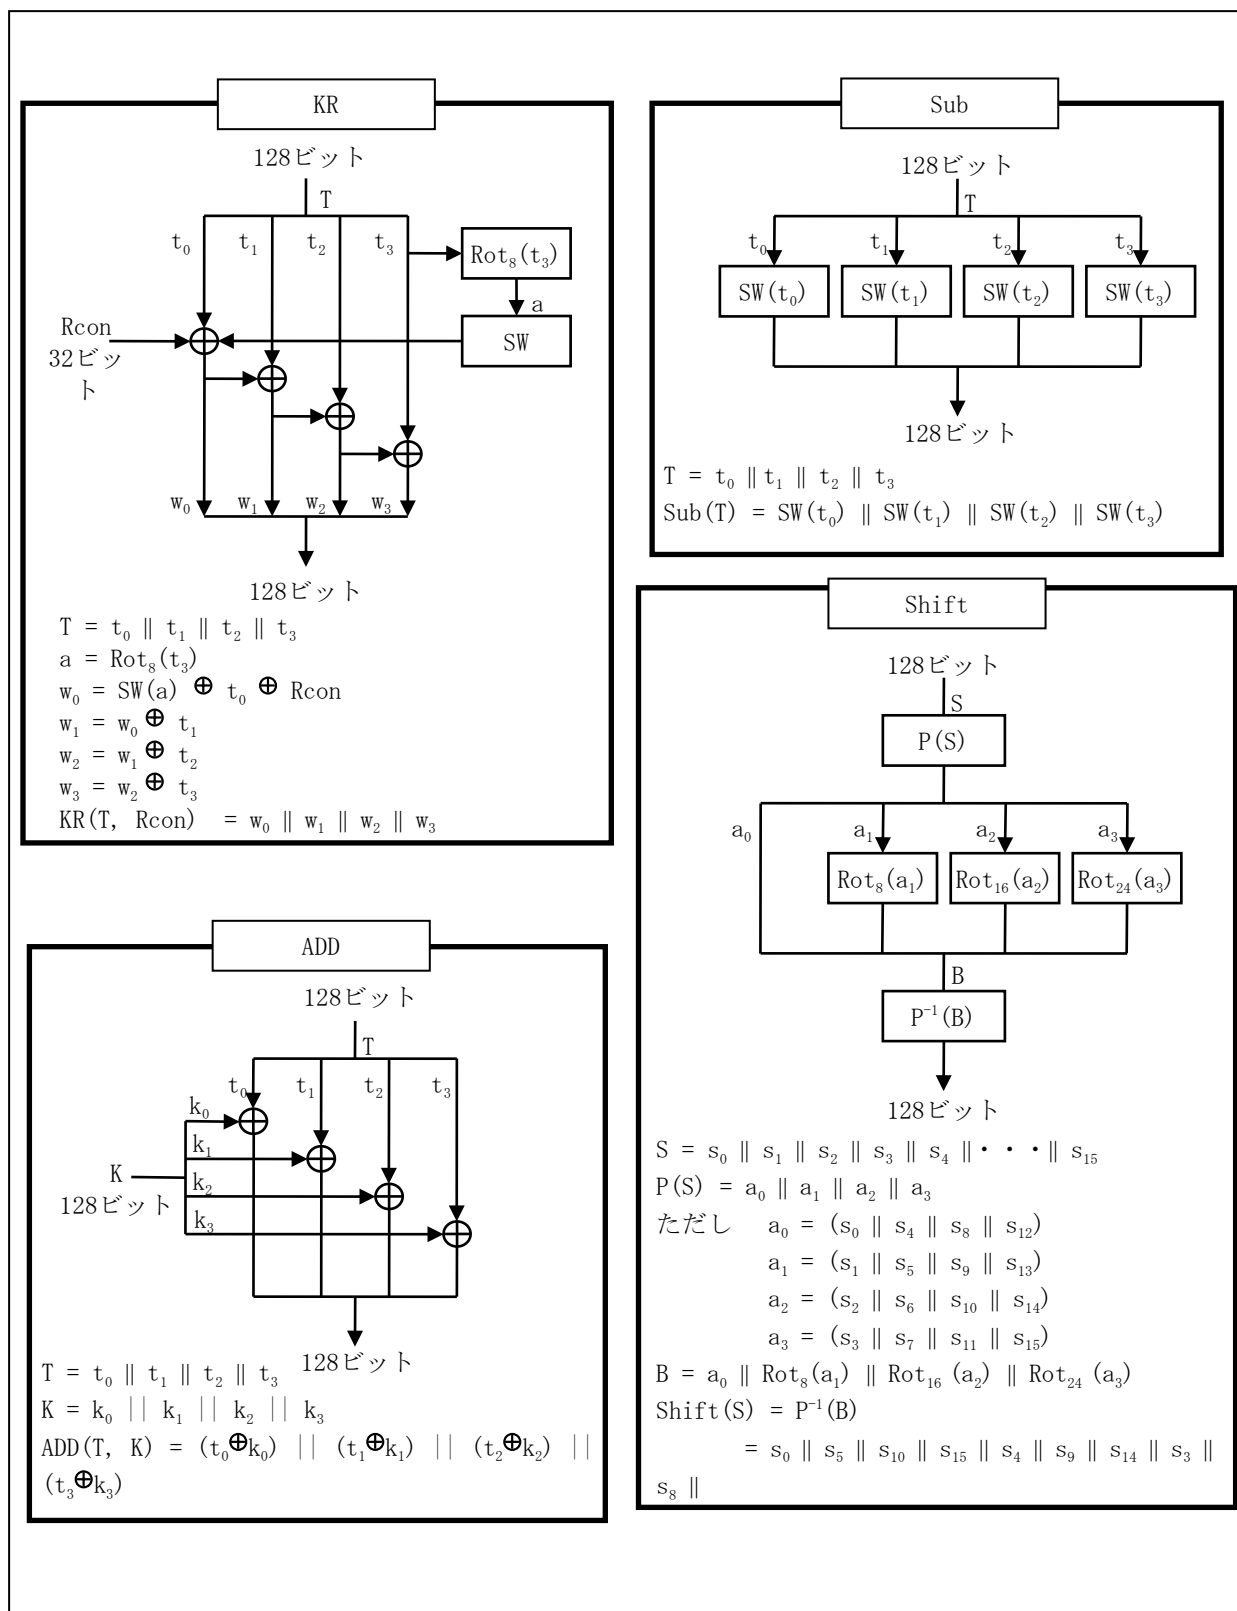 KR
128ビット
T
t₀ t₁ t₂ t₃
Rot₈(t₃)
a
SW
Rcon
32ビッ
ト
w₀ w₁ w₂ w₃
128ビット
T = t₀ ‖ t₁ ‖ t₂ ‖ t₃
a = Rot₈(t₃)
w₀ = SW(a) ⊕ t₀ ⊕ Rcon
w₁ = w₀ ⊕ t₁
w₂ = w₁ ⊕ t₂
w₃ = w₂ ⊕ t₃
KR(T, Rcon) = w₀ ‖ w₁ ‖ w₂ ‖ w₃
Sub
128ビット
T
t₀ t₁ t₂ t₃
SW(t₀) SW(t₁) SW(t₂) SW(t₃)
128ビット
T = t₀ ‖ t₁ ‖ t₂ ‖ t₃
Sub(T) = SW(t₀) ‖ SW(t₁) ‖ SW(t₂) ‖ SW(t₃)
ADD
128ビット
T
t₀ t₁ t₂ t₃
k₀
k₁
K
k₂
128ビット
k₃
128ビット
T = t₀ ‖ t₁ ‖ t₂ ‖ t₃
K = k₀ || k₁ || k₂ || k₃
ADD(T, K) = (t₀⊕k₀) || (t₁⊕k₁) || (t₂⊕k₂) ||
(t₃⊕k₃)
Shift
128ビット
S
P(S)
a₀ a₁ a₂ a₃
Rot₈(a₁) Rot₁₆(a₂) Rot₂₄(a₃)
B
P⁻¹(B)
128ビット
S = s₀ ‖ s₁ ‖ s₂ ‖ s₃ ‖ s₄ ‖・・・‖ s₁₅
P(S) = a₀ ‖ a₁ ‖ a₂ ‖ a₃
ただし a₀ = (s₀ ‖ s₄ ‖ s₈ ‖ s₁₂)
a₁ = (s₁ ‖ s₅ ‖ s₉ ‖ s₁₃)
a₂ = (s₂ ‖ s₆ ‖ s₁₀ ‖ s₁₄)
a₃ = (s₃ ‖ s₇ ‖ s₁₁ ‖ s₁₅)
B = a₀ ‖ Rot₈(a₁) ‖ Rot₁₆ (a₂) ‖ Rot₂₄ (a₃)
Shift(S) = P⁻¹(B)
= s₀ ‖ s₅ ‖ s₁₀ ‖ s₁₅ ‖ s₄ ‖ s₉ ‖ s₁₄ ‖ s₃ ‖
s₈ ‖